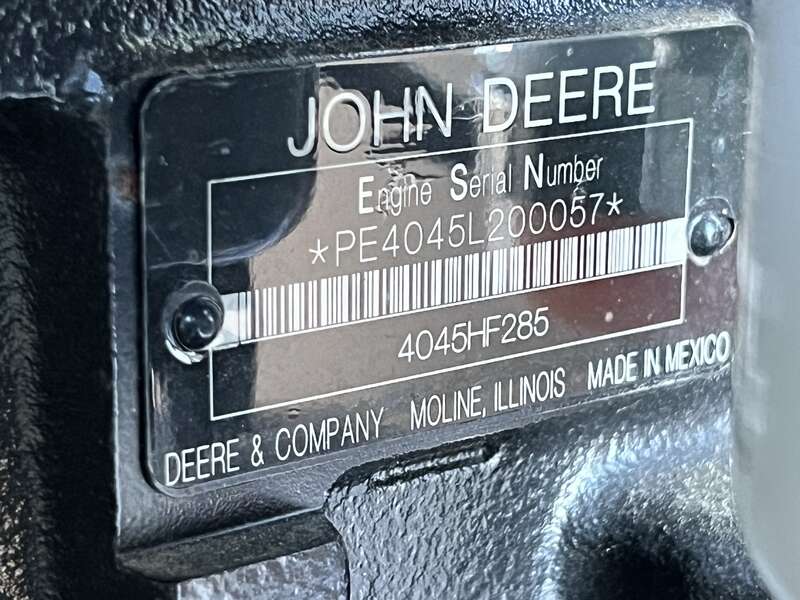 JOHN DEERE
Engine Serial Number
*PE4045L200057*
4045HF285
DEERE & COMPANY MOLINE, ILLINOIS MADE IN MEXICO